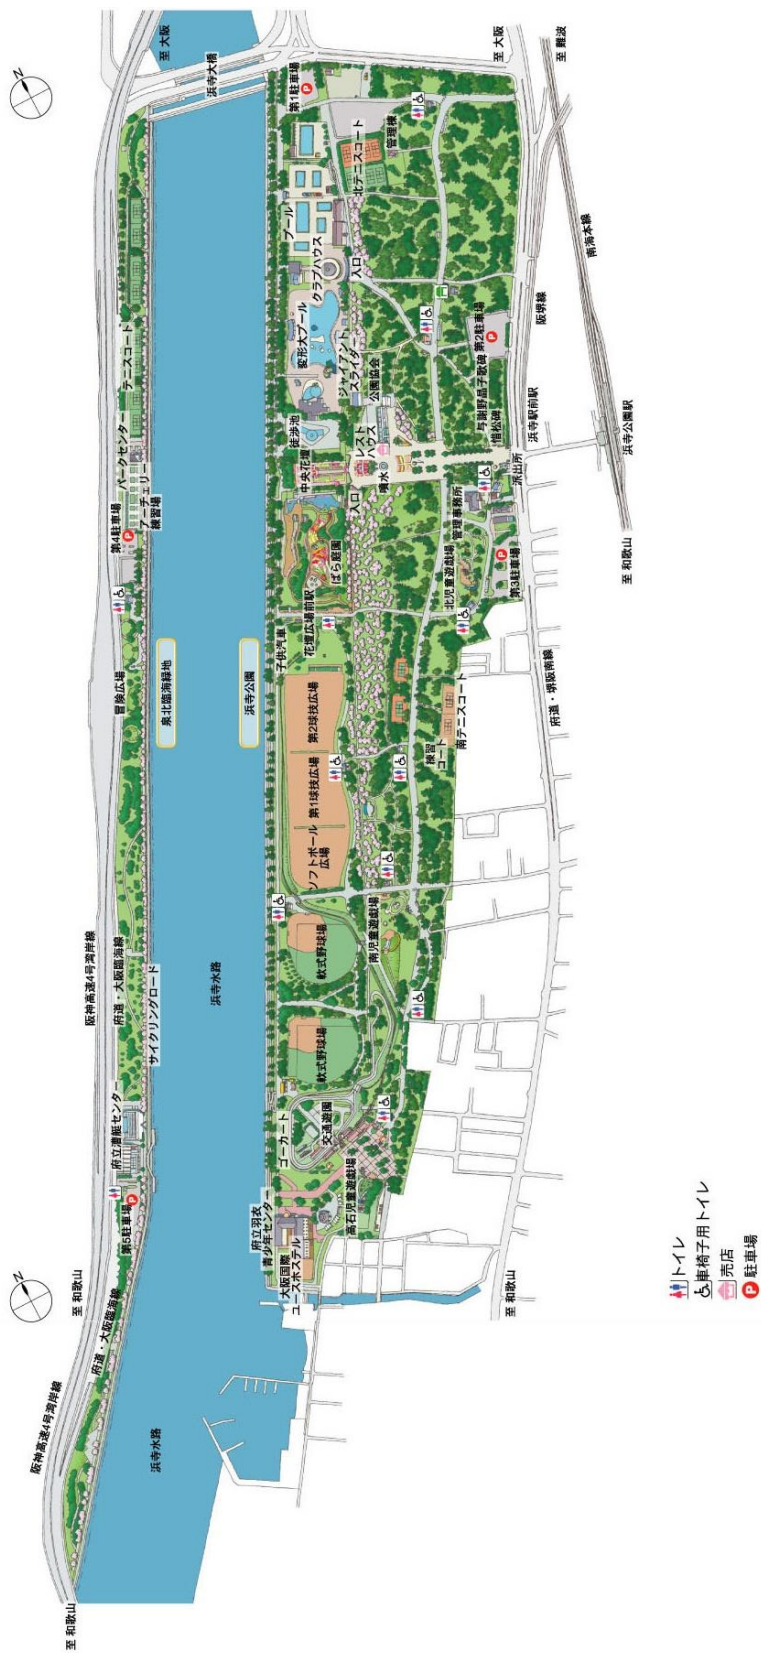 至 和歌山
阪神高速4号湾岸線
府道・大阪臨海線
浜寺水路
至 和歌山
第5駐車場
府立漕艇センター
サイクリングロード
府道・大阪臨海線
阪神高速4号湾岸線
浜寺水路
冒険広場
泉北臨海緑地
浜寺公園
第4駐車場
アーチェリー
練習場
パークセンター
テニスコート
浜寺大橋
至 大阪
大阪国際
ユースホステル
府立羽衣
青少年センター
高石児童遊戯場
ゴーカート
交通遊園
軟式野球場
軟式野球場
南児童遊戯場
ソフトボール
広場
第1球技広場
第2球技広場
子供汽車
花壇広場前駅
ばら庭園
中央花壇
徒渉池
入口
噴水
レスト
ハウス
公園協会
ジャイアント
スライダー
変形大プール
クラブハウス
プール
入口
第1駐車場
北テニスコート
管理棟
練習
コート
南テニスコート
北児童遊戯場
管理事務所
第3駐車場
派出所
惜松碑
与謝野晶子歌碑
第2駐車場
至 大阪
至 難波
南海本線
阪堺線
浜寺駅前駅
浜寺公園駅
至 和歌山
府道・堺阪南線
至 和歌山
トイレ
車椅子用トイレ
売店
駐車場